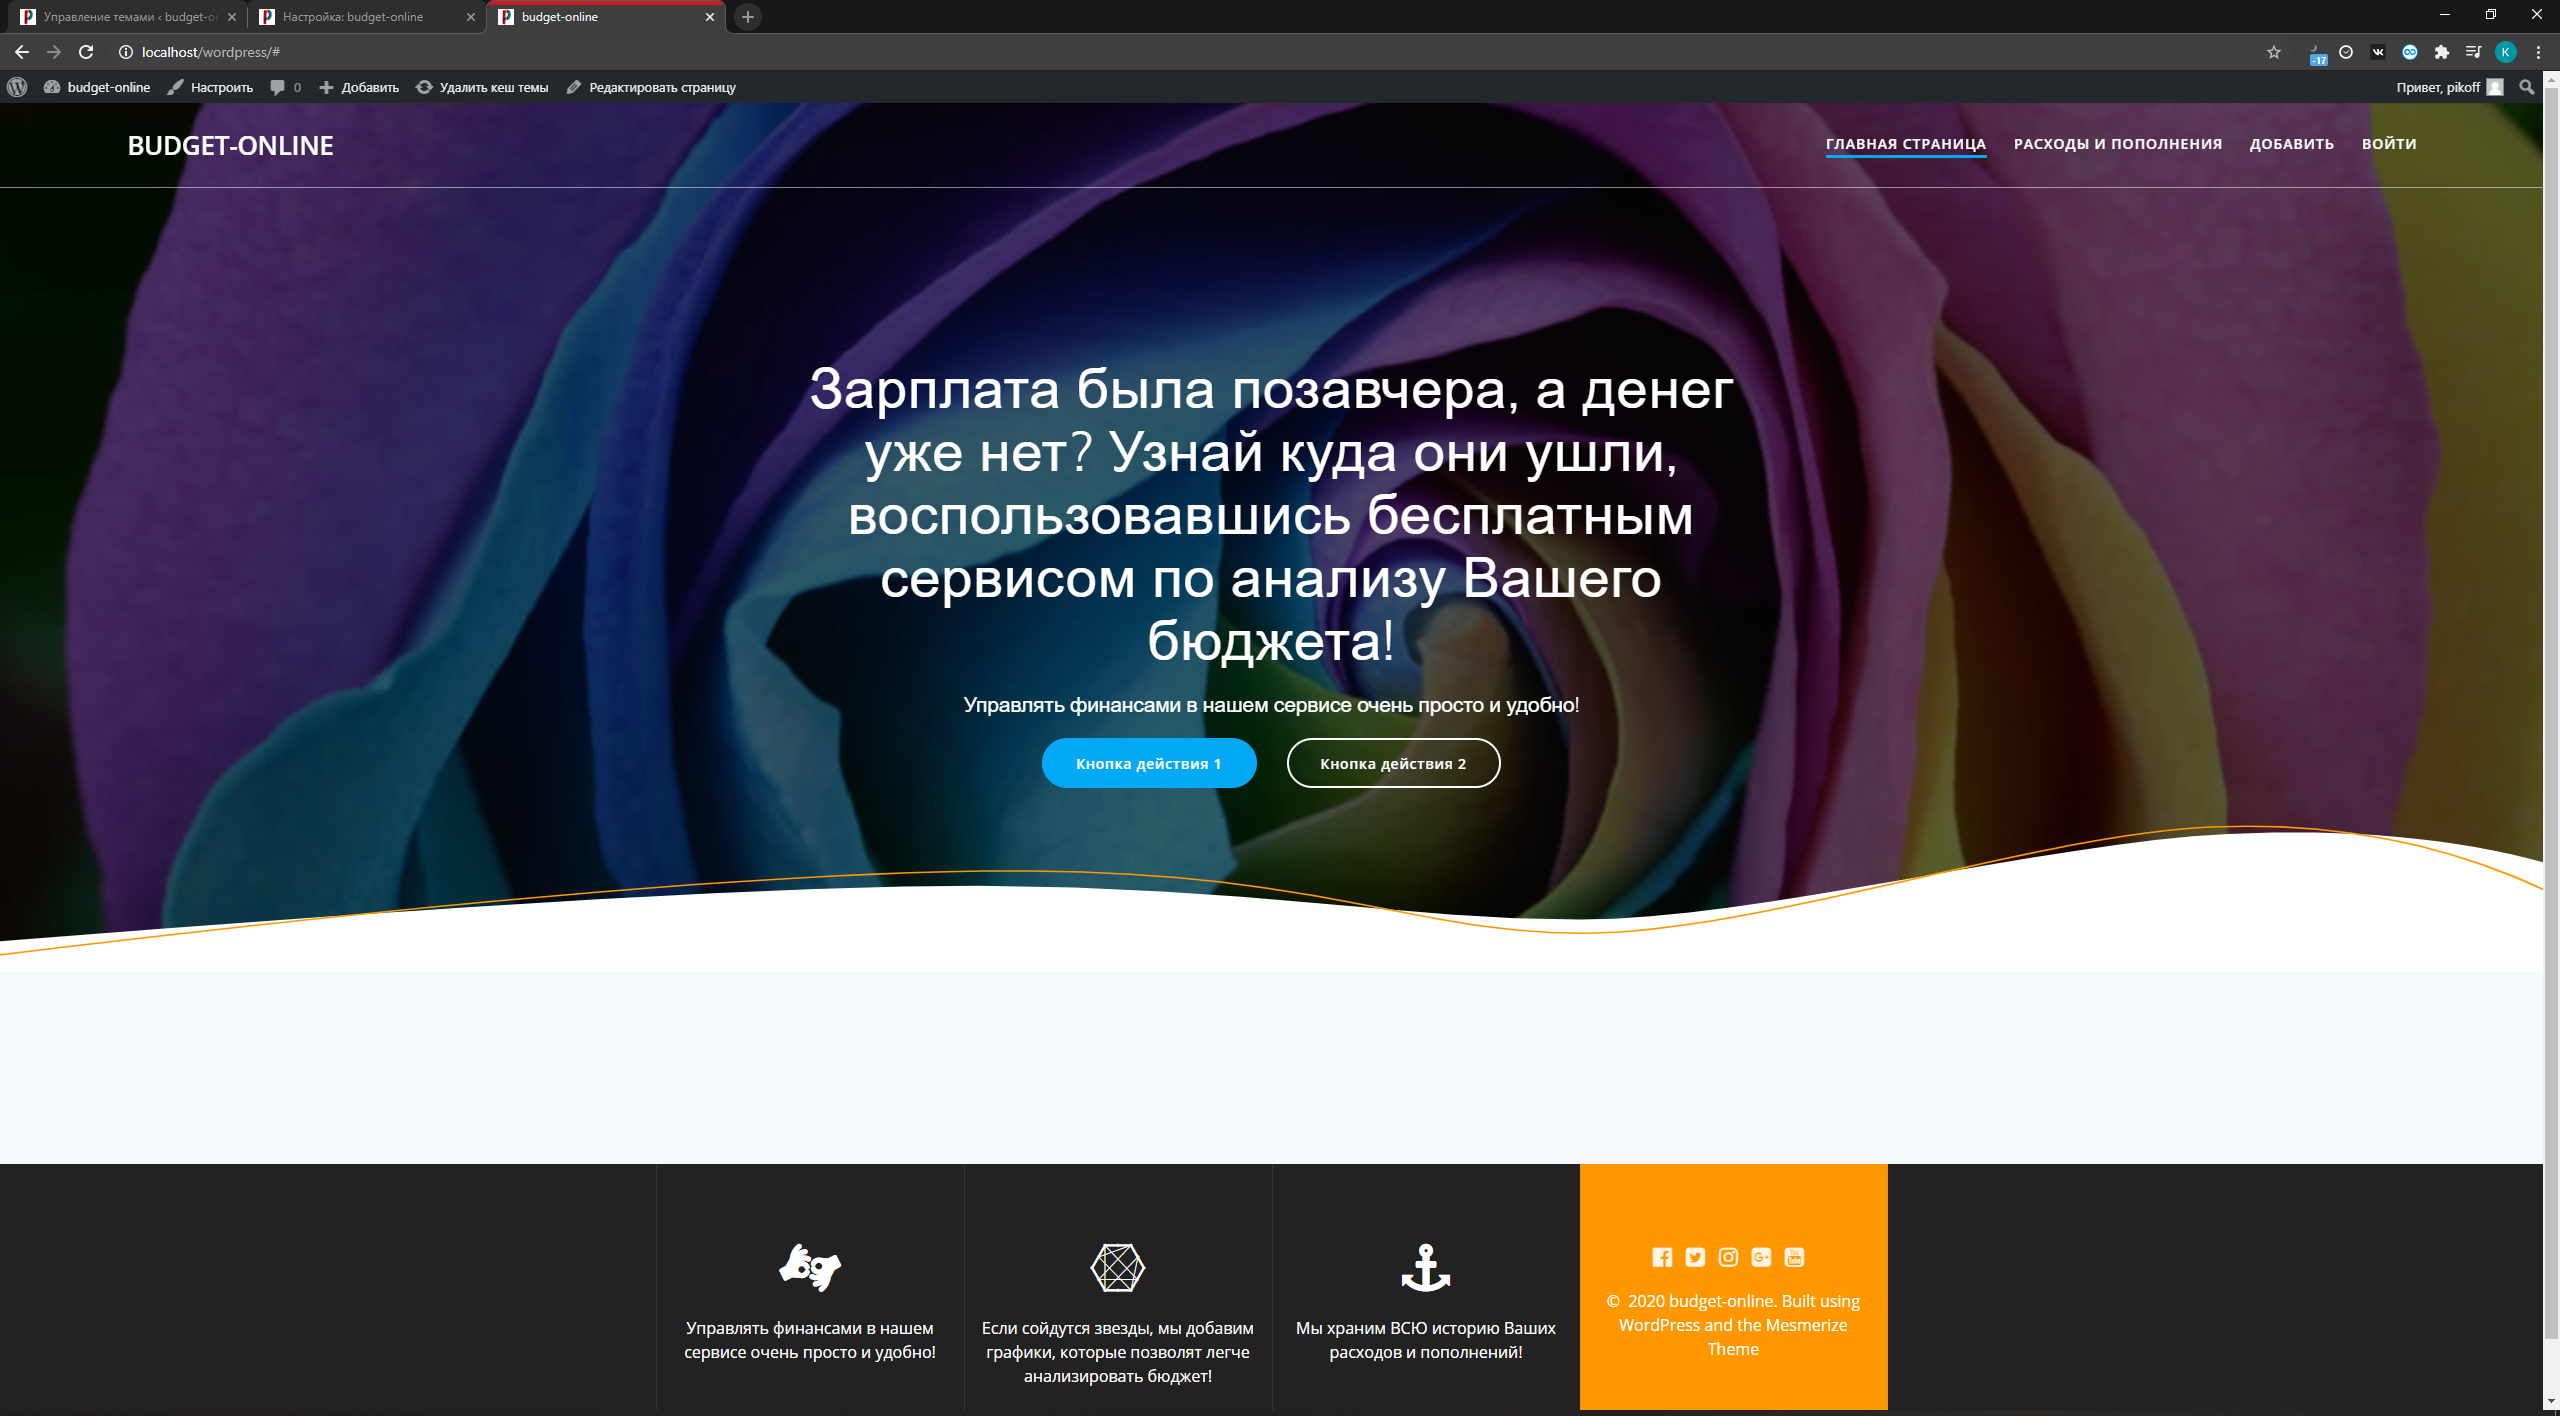 Управление темами ‹ budget-on
Настройка: budget-online
budget-online
localhost/wordpress/#
-17
K
budget-online
Настроить
0
Добавить
Удалить кеш темы
Редактировать страницу
Привет, pikoff
BUDGET-ONLINE
ГЛАВНАЯ СТРАНИЦА
РАСХОДЫ И ПОПОЛНЕНИЯ
ДОБАВИТЬ
ВОЙТИ
Зарплата была позавчера, а денег
уже нет? Узнай куда они ушли,
воспользовавшись бесплатным
сервисом по анализу Вашего
бюджета!
Управлять финансами в нашем сервисе очень просто и удобно!
Кнопка действия 1
Кнопка действия 2
Управлять финансами в нашем
сервисе очень просто и удобно!
Если сойдутся звезды, мы добавим
графики, которые позволят легче
анализировать бюджет!
Мы храним ВСЮ историю Ваших
расходов и пополнений!
© 2020 budget-online. Built using
WordPress and the Mesmerize
Theme